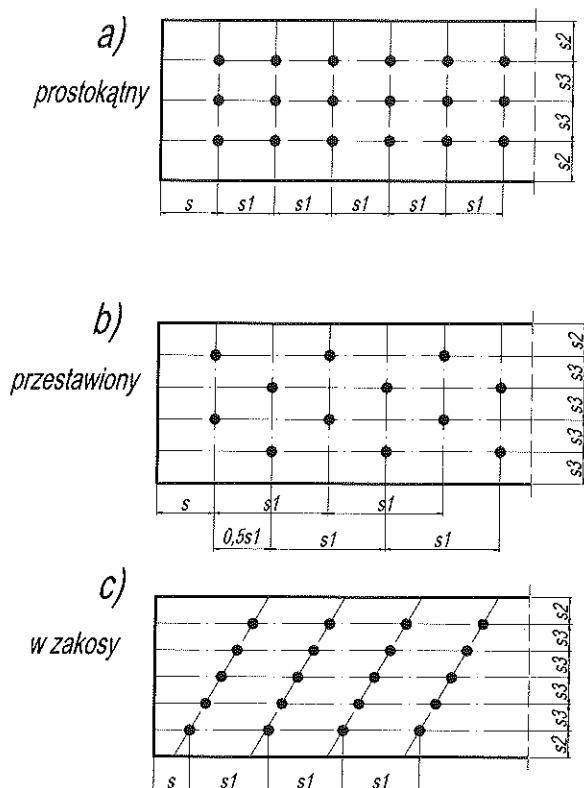 a)
prostokątny
s2
s3
s3
s2
s s1 s1 s1 s1 s1
b)
przestawiony
s2
s3
s3
s3
s3
s s1 s1
0,5s1 s1 s1
c)
w zakosy
s2
s3
s3
s3
s3
s2
s s1 s1 s1